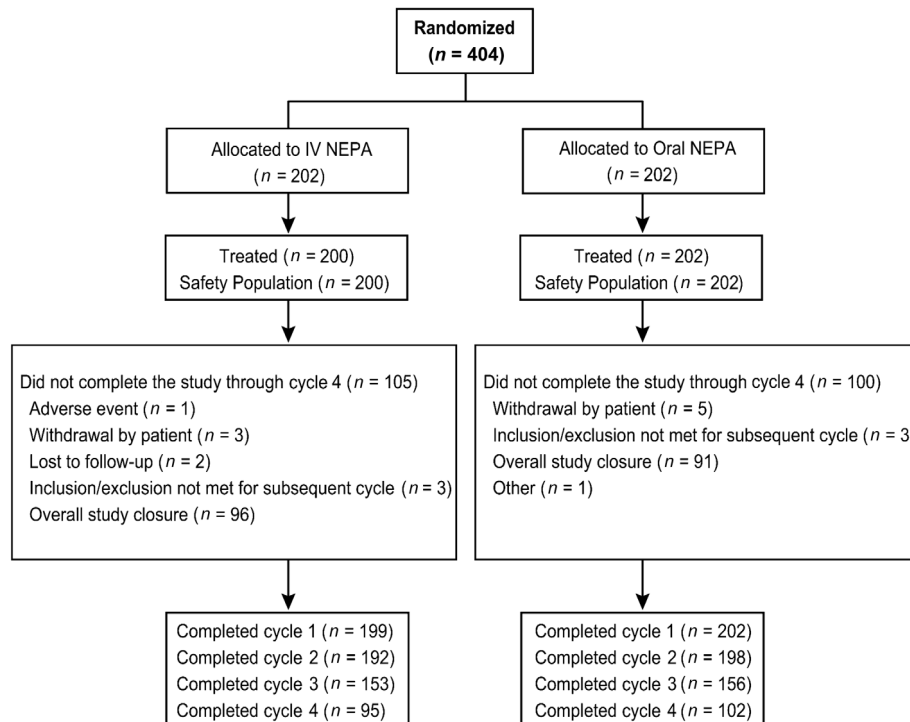 Randomized
(n = 404)
Allocated to IV NEPA
(n = 202)
Allocated to Oral NEPA
(n = 202)
Treated (n = 200)
Safety Population (n = 200)
Treated (n = 202)
Safety Population (n = 202)
Did not complete the study through cycle 4 (n = 105)
Adverse event (n = 1)
Withdrawal by patient (n = 3)
Lost to follow-up (n = 2)
Inclusion/exclusion not met for subsequent cycle (n = 3)
Overall study closure (n = 96)
Did not complete the study through cycle 4 (n = 100)
Withdrawal by patient (n = 5)
Inclusion/exclusion not met for subsequent cycle (n = 3
Overall study closure (n = 91)
Other (n = 1)
Completed cycle 1 (n = 199)
Completed cycle 2 (n = 192)
Completed cycle 3 (n = 153)
Completed cycle 4 (n = 95)
Completed cycle 1 (n = 202)
Completed cycle 2 (n = 198)
Completed cycle 3 (n = 156)
Completed cycle 4 (n = 102)